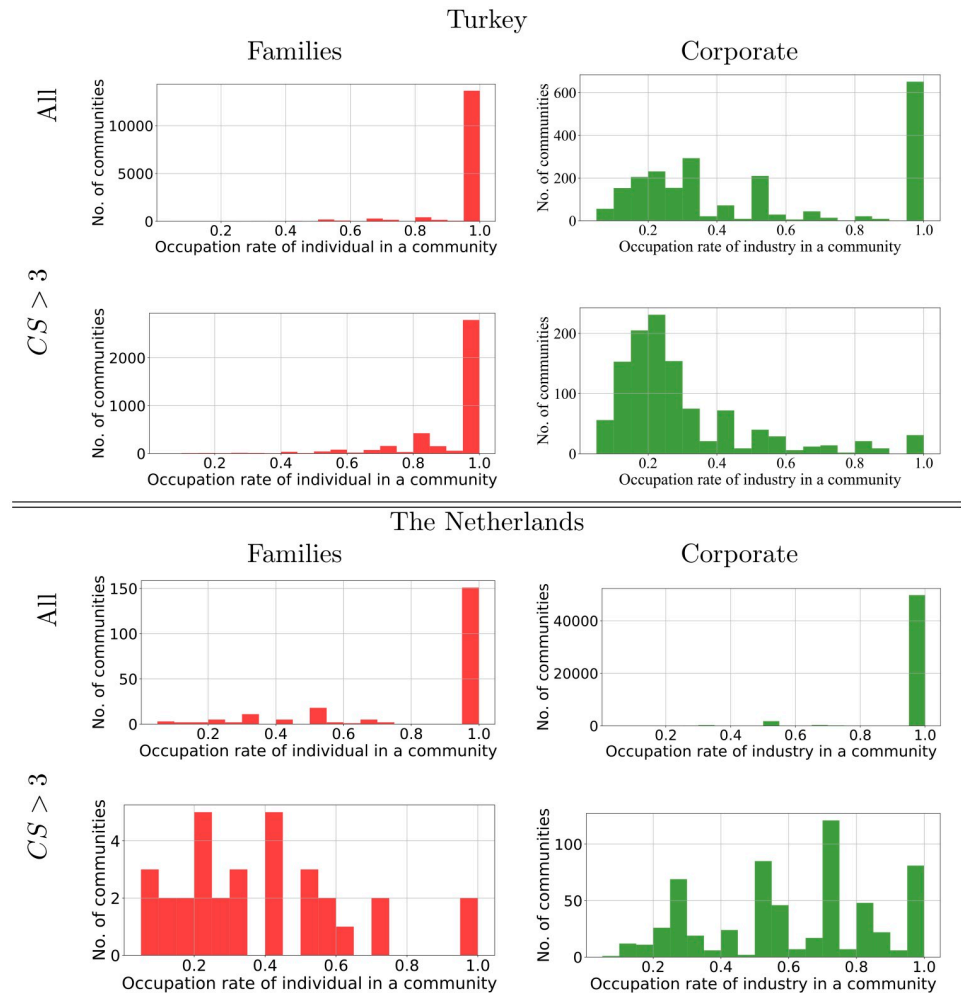 Turkey
Families
Corporate
All
No. of communities
10000
5000
0
0.2 0.4 0.6 0.8 1.0
Occupation rate of individual in a community
No. of communities
600
400
200
0
0.2 0.4 0.6 0.8 1.0
Occupation rate of industry in a community
CS > 3
No. of communities
2000
1000
0
0.2 0.4 0.6 0.8 1.0
Occupation rate of individual in a community
No. of communities
200
100
0
0.2 0.4 0.6 0.8 1.0
Occupation rate of industry in a community
The Netherlands
Families
Corporate
All
No. of communities
150
100
50
0
0.2 0.4 0.6 0.8 1.0
Occupation rate of individual in a community
No. of communities
40000
20000
0
0.2 0.4 0.6 0.8 1.0
Occupation rate of industry in a community
CS > 3
No. of communities
4
2
0
0.2 0.4 0.6 0.8 1.0
Occupation rate of individual in a community
No. of communities
100
50
0
0.2 0.4 0.6 0.8 1.0
Occupation rate of industry in a community